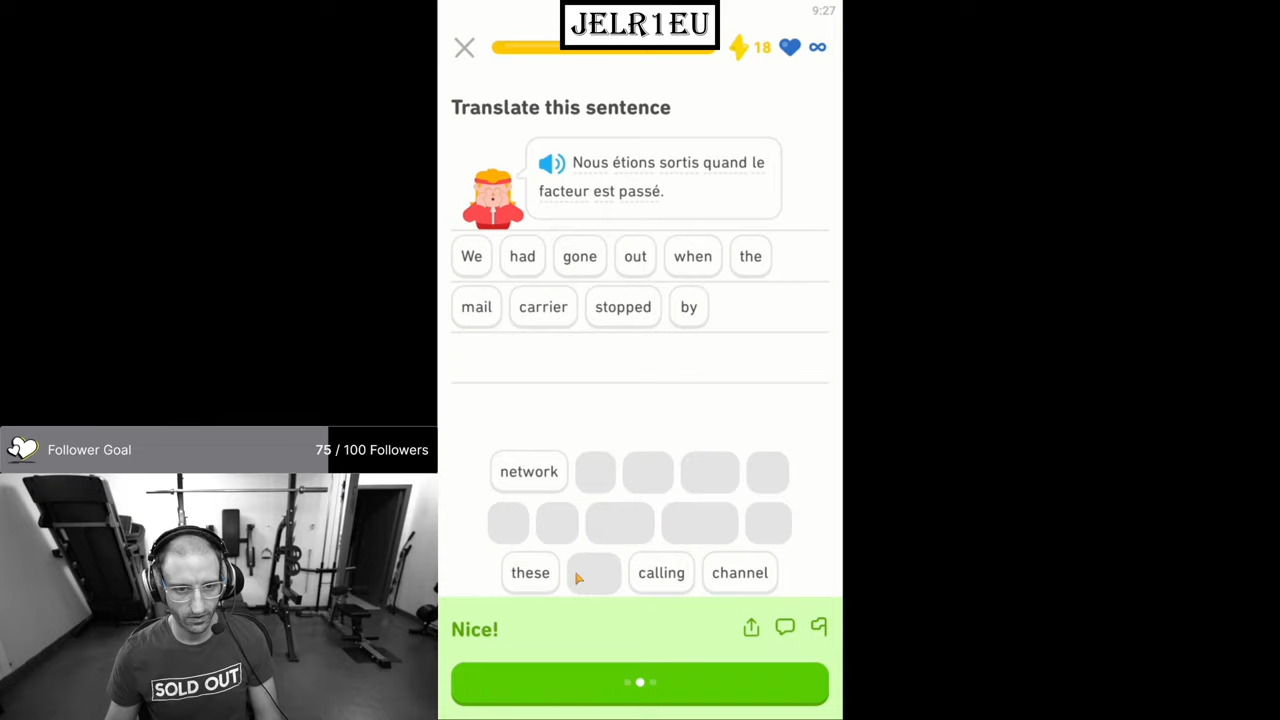 JELR1EU
9:27
18 ∞
Translate this sentence
Nous étions sortis quand le
facteur est passé.
We had gone out when the
mail carrier stopped by
network
these calling channel
Nice!
Follower Goal 75 / 100 Followers
SOLD OUT